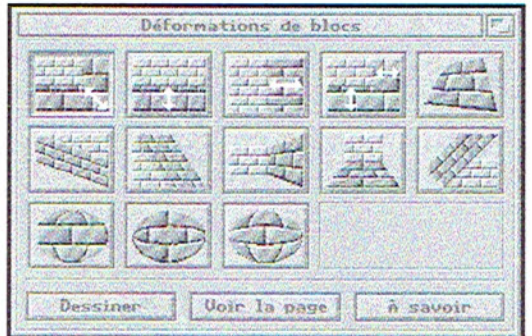 Déformations de blocs
Dessiner
Voir la page
À savoir